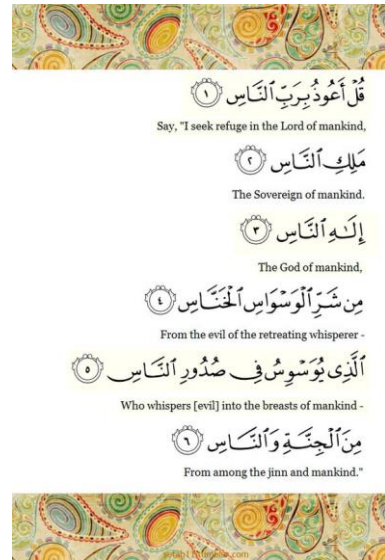 قُلْ أَعُوذُ بِرَبِّ ٱلنَّاسِ ١
Say, "I seek refuge in the Lord of mankind,
مَلِكِ ٱلنَّاسِ ٢
The Sovereign of mankind.
إِلَـٰهِ ٱلنَّاسِ ٣
The God of mankind,
مِن شَرِّ ٱلْوَسْوَاسِ ٱلْخَنَّاسِ ٤
From the evil of the retreating whisperer -
ٱلَّذِى يُوَسْوِسُ فِى صُدُورِ ٱلنَّاسِ ٥
Who whispers [evil] into the breasts of mankind -
مِنَ ٱلْجِنَّةِ وَٱلنَّاسِ ٦
From among the jinn and mankind."